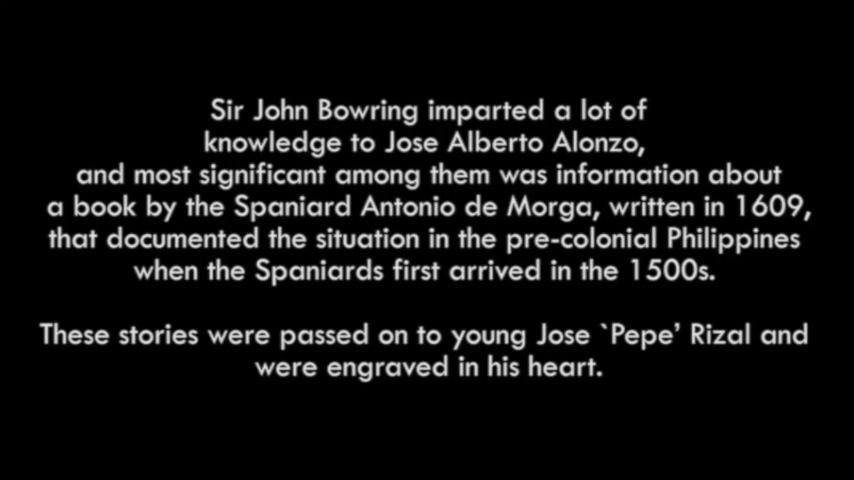 Sir John Bowring imparted a lot of
knowledge to Jose Alberto Alonzo,
and most significant among them was information about
a book by the Spaniard Antonio de Morga, written in 1609,
that documented the situation in the pre-colonial Philippines
when the Spaniards first arrived in the 1500s.
These stories were passed on to young Jose `Pepe’ Rizal and
were engraved in his heart.